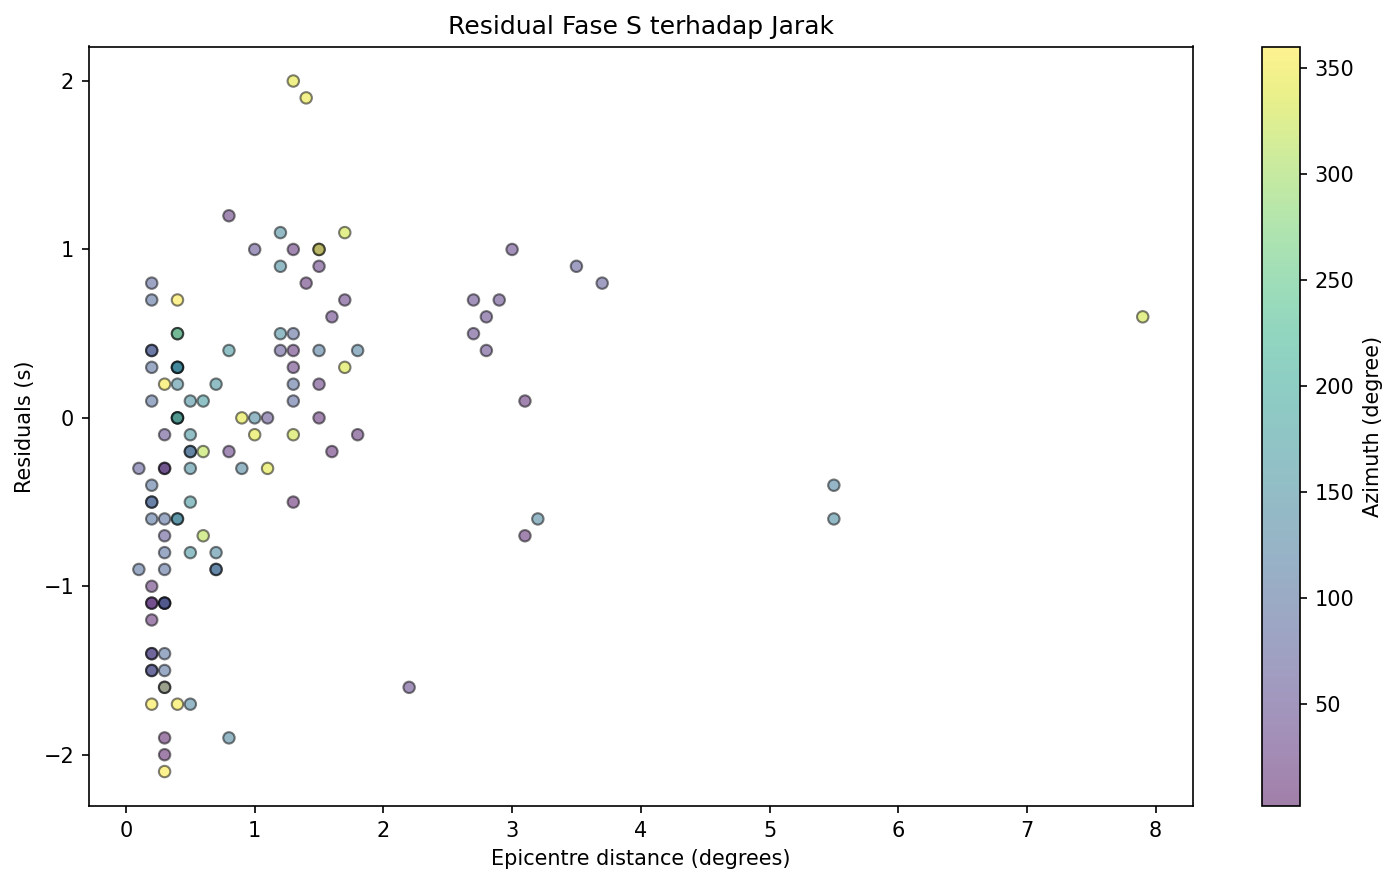 Residual Fase S terhadap Jarak
Residuals (s)
2
1
0
−1
−2
0 1 2 3 4 5 6 7 8
Epicentre distance (degrees)
350
300
250
200
150
100
50
Azimuth (degree)